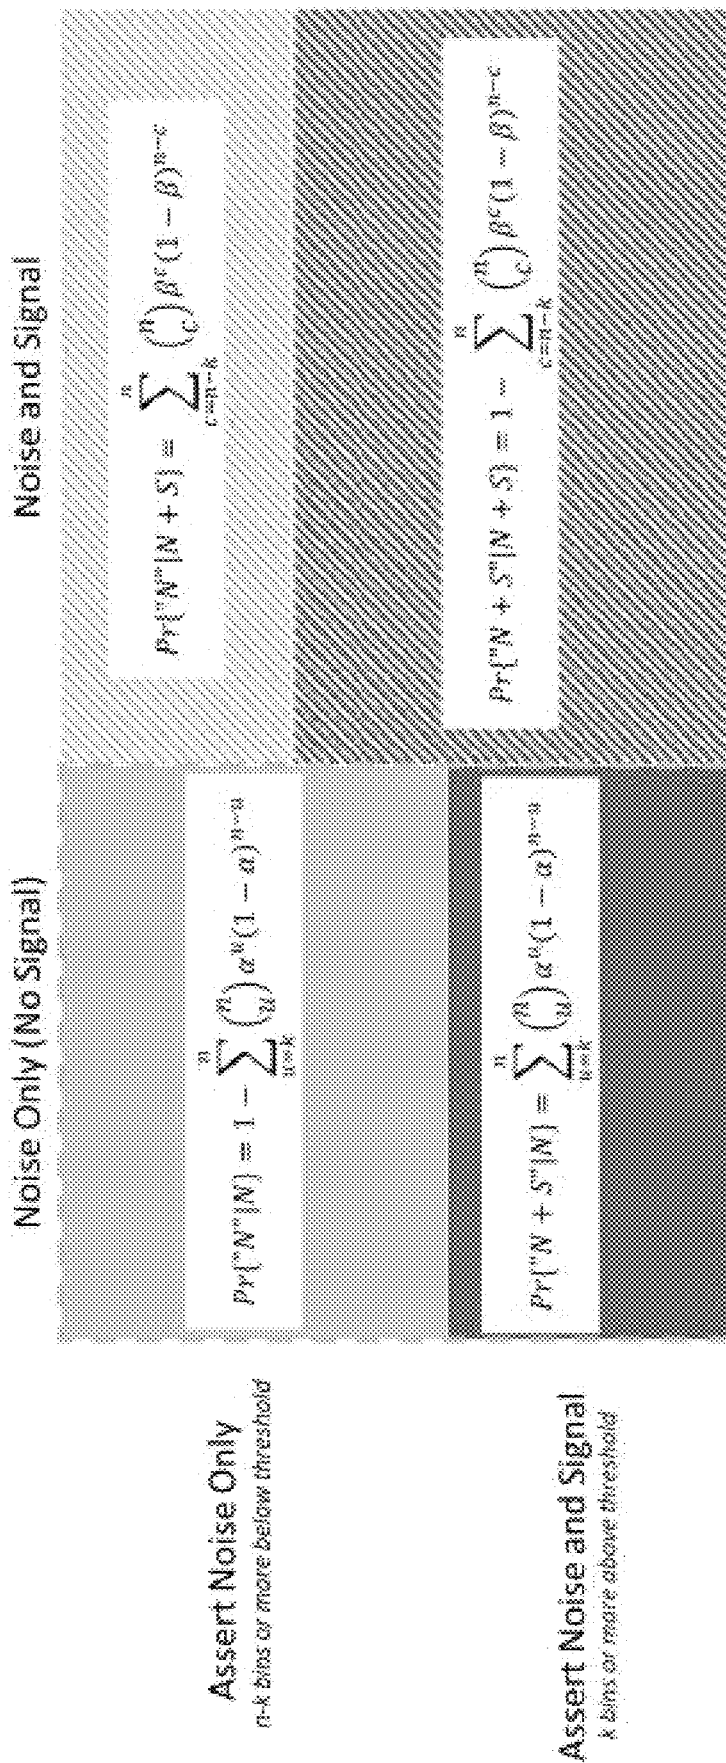 Noise Only (No Signal)
Noise and Signal
Assert Noise Only
n-k bins or more below threshold
Pr{"N"|N} = 1 − ∑_{u=k}^{n} (n u) α^u (1 − α)^{n−u}
Pr{"N"|N + S} = ∑_{c=n−k}^{n} (n c) β^c (1 − β)^{n−c}
Assert Noise and Signal
k bins or more above threshold
Pr{"N + S"|N} = ∑_{u=k}^{n} (n u) α^u (1 − α)^{n−u}
Pr{"N + S"|N + S} = 1 − ∑_{c=n−k}^{n} (n c) β^c (1 − β)^{n−c}